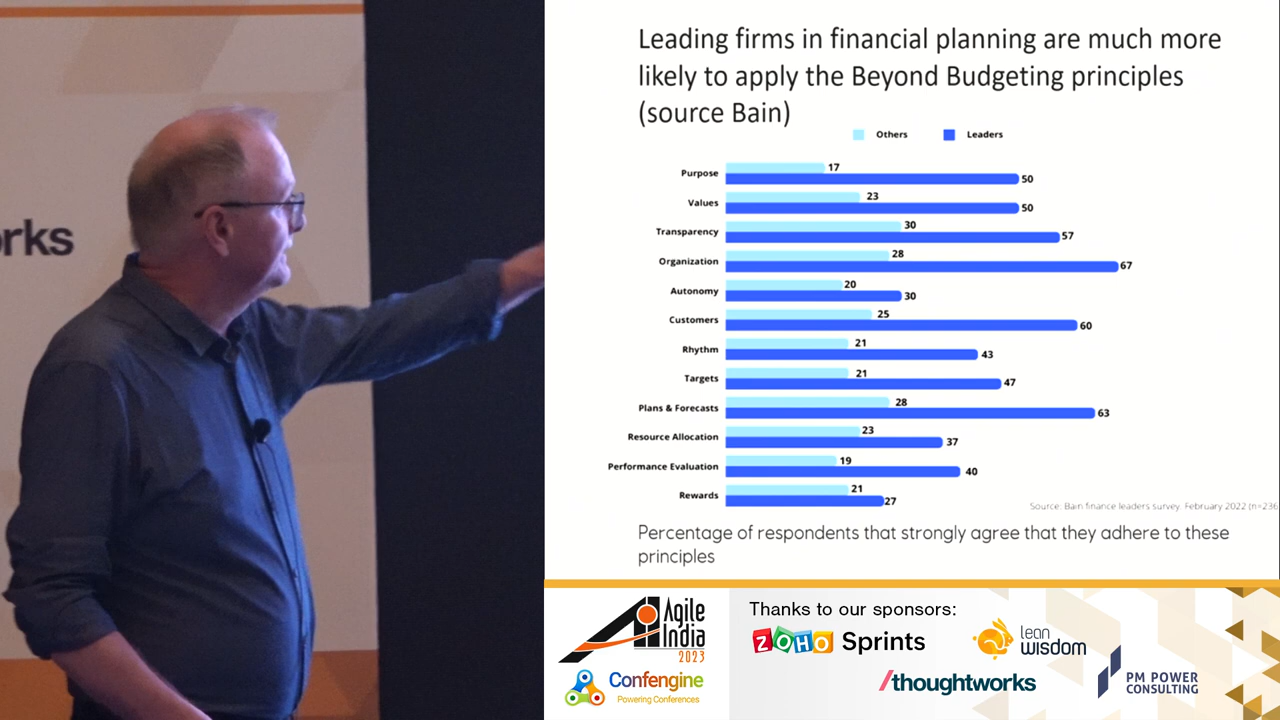 orks
Leading firms in financial planning are much more
likely to apply the Beyond Budgeting principles
(source Bain)
Others
Leaders
Purpose 17 50
Values 23 50
Transparency 30 57
Organization 28 67
Autonomy 20 30
Customers 25 60
Rhythm 21 43
Targets 21 47
Plans & Forecasts 28 63
Resource Allocation 23 37
Performance Evaluation 19 40
Rewards 21 27
Source: Bain finance leaders survey. February 2022 (n=236
Percentage of respondents that strongly agree that they adhere to these
principles
Agile
India
2023
Confengine
Powering Conferences
Thanks to our sponsors:
ZOHO Sprints
lean
wisdom
/thoughtworks
PM POWER
CONSULTING